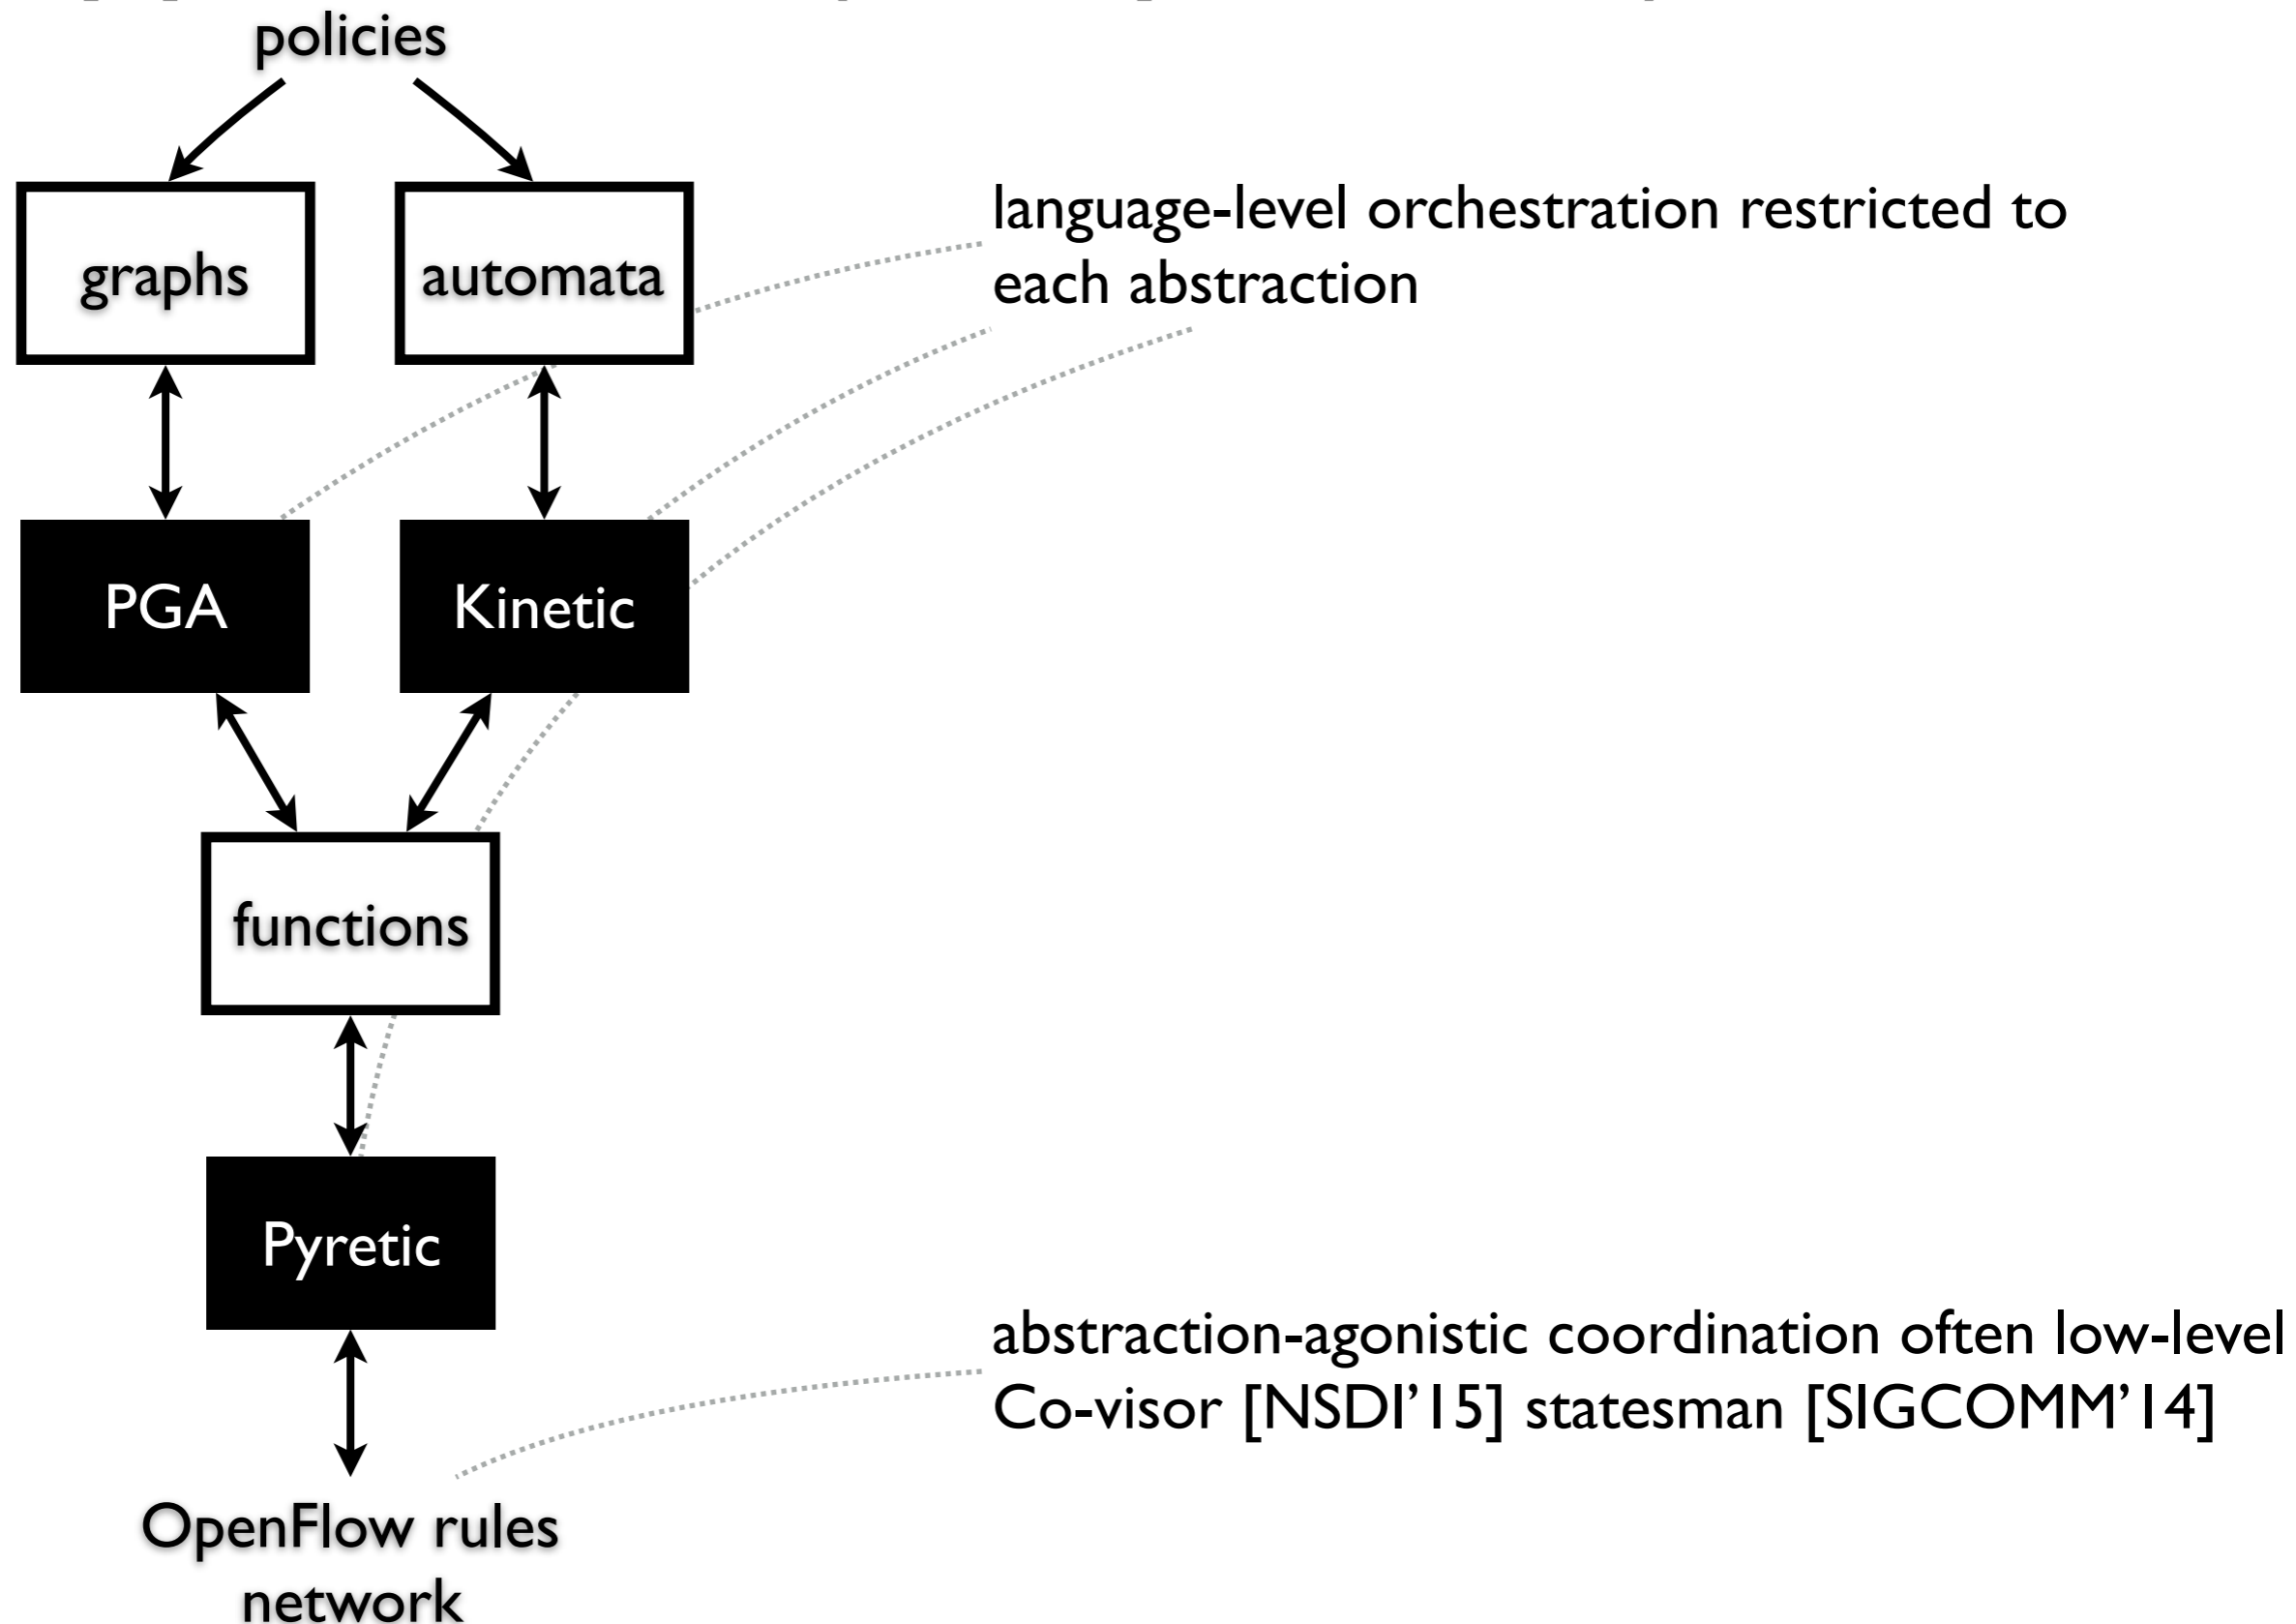 policies
graphs
automata
language-level orchestration restricted to
each abstraction
PGA
Kinetic
functions
Pyretic
abstraction-agonistic coordination often low-level
Co-visor [NSDI’15] statesman [SIGCOMM’14]
OpenFlow rules
network